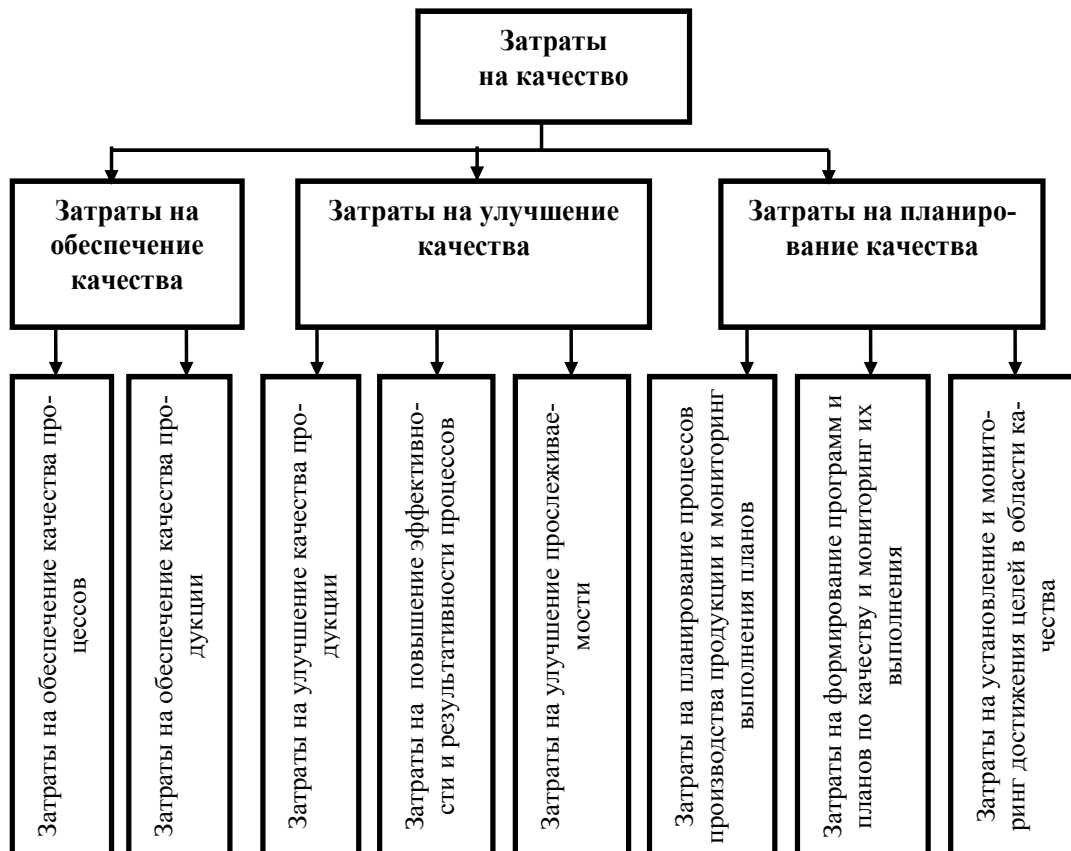 Затраты
на качество
Затраты на
обеспечение
качества
Затраты на улучшение
качества
Затраты на планиро-
вание качества
Затраты на обеспечение качества про-
цессов
Затраты на обеспечение качества про-
дукции
Затраты на улучшение качества про-
дукции
Затраты на повышение эффективно-
сти и результативности процессов
Затраты на улучшение прослеживае-
мости
Затраты на планирование процессов
производства продукции и мониторинг
выполнения планов
Затраты на формирование программ и
планов по качеству и мониторинг их
выполнения
Затраты на установление и монито-
ринг достижения целей в области ка-
чества